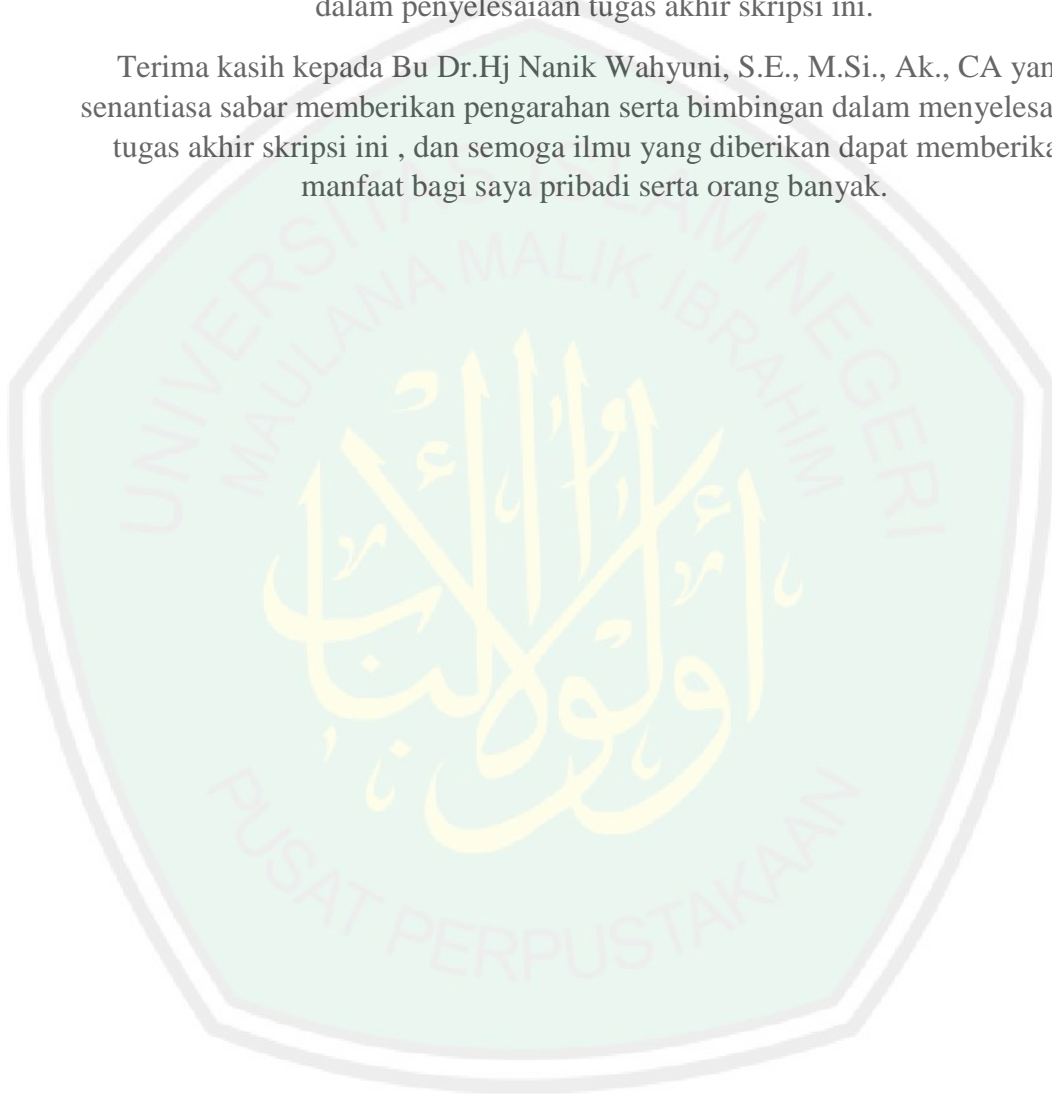 dalam penyelesaiaan tugas akhir skripsi ini.
Terima kasih kepada Bu Dr.Hj Nanik Wahyuni, S.E., M.Si., Ak., CA yan
senantiasa sabar memberikan pengarahan serta bimbingan dalam menyelesa
tugas akhir skripsi ini , dan semoga ilmu yang diberikan dapat memberika
manfaat bagi saya pribadi serta orang banyak.
UNIVERSITAS ISLAM NEGERI
MAULANA MALIK IBRAHIM
أولوا الألباب
PUSAT PERPUSTAKAAN